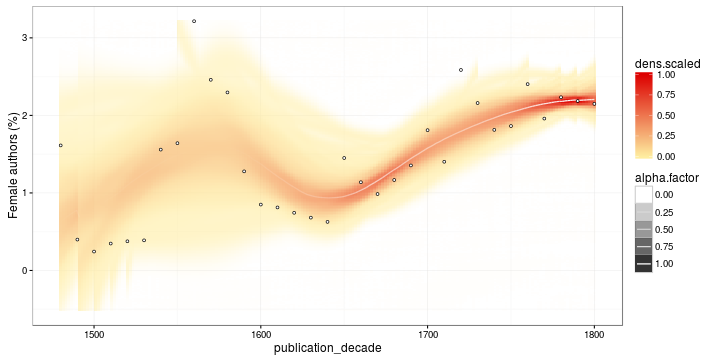 Female authors (%)
3
2
1
0
1500 1600 1700 1800
publication_decade
dens.scaled
1.00
0.75
0.50
0.25
0.00
alpha.factor
0.00
0.25
0.50
0.75
1.00